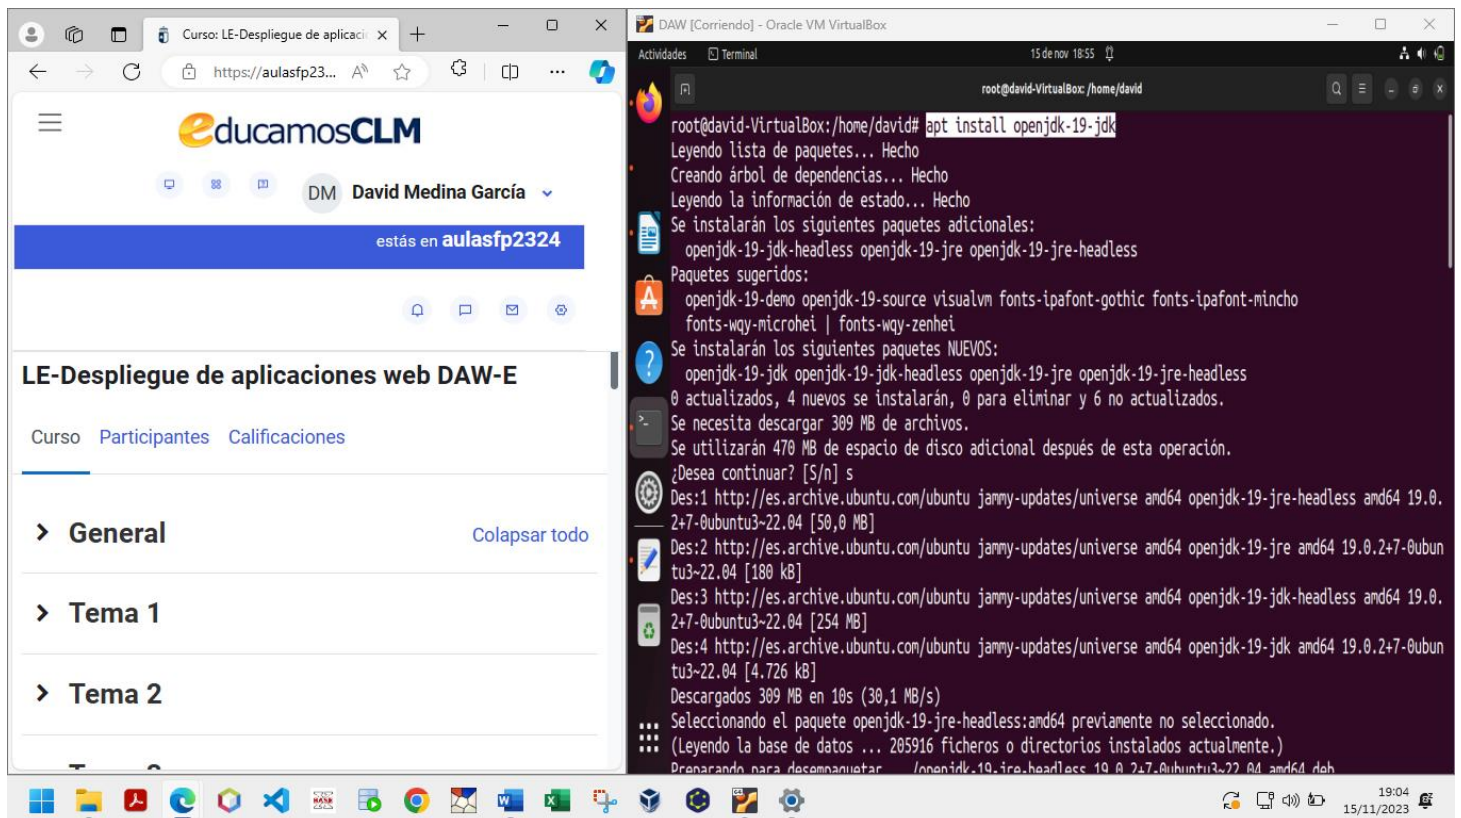 Curso: LE-Despliegue de aplicaci
https://aulasfp23...
educamosCLM
DM David Medina García
estás en aulasfp2324
LE-Despliegue de aplicaciones web DAW-E
Curso Participantes Calificaciones
General
Colapsar todo
Tema 1
Tema 2
DAW [Corriendo] - Oracle VM VirtualBox
Actividades Terminal 15 de nov 18:55
root@david-VirtualBox: /home/david
root@david-VirtualBox:/home/david# apt install openjdk-19-jdk
Leyendo lista de paquetes... Hecho
Creando árbol de dependencias... Hecho
Leyendo la información de estado... Hecho
Se instalarán los siguientes paquetes adicionales:
openjdk-19-jdk-headless openjdk-19-jre openjdk-19-jre-headless
Paquetes sugeridos:
openjdk-19-demo openjdk-19-source visualvm fonts-ipafont-gothic fonts-ipafont-mincho
fonts-wqy-microhei | fonts-wqy-zenhei
Se instalarán los siguientes paquetes NUEVOS:
openjdk-19-jdk openjdk-19-jdk-headless openjdk-19-jre openjdk-19-jre-headless
0 actualizados, 4 nuevos se instalarán, 0 para eliminar y 6 no actualizados.
Se necesita descargar 309 MB de archivos.
Se utilizarán 470 MB de espacio de disco adicional después de esta operación.
¿Desea continuar? [S/n] s
Des:1 http://es.archive.ubuntu.com/ubuntu jammy-updates/universe amd64 openjdk-19-jre-headless amd64 19.0.
2+7-0ubuntu3~22.04 [50,0 MB]
Des:2 http://es.archive.ubuntu.com/ubuntu jammy-updates/universe amd64 openjdk-19-jre amd64 19.0.2+7-0ubun
tu3~22.04 [180 kB]
Des:3 http://es.archive.ubuntu.com/ubuntu jammy-updates/universe amd64 openjdk-19-jdk-headless amd64 19.0.
2+7-0ubuntu3~22.04 [254 MB]
Des:4 http://es.archive.ubuntu.com/ubuntu jammy-updates/universe amd64 openjdk-19-jdk amd64 19.0.2+7-0ubun
tu3~22.04 [4.726 kB]
Descargados 309 MB en 10s (30,1 MB/s)
Seleccionando el paquete openjdk-19-jre-headless:amd64 previamente no seleccionado.
(Leyendo la base de datos ... 205916 ficheros o directorios instalados actualmente.)
Preparando para desempaquetar .../openjdk-19-jre-headless_19.0.2+7-0ubuntu3~22.04_amd64.deb
19:04
15/11/2023